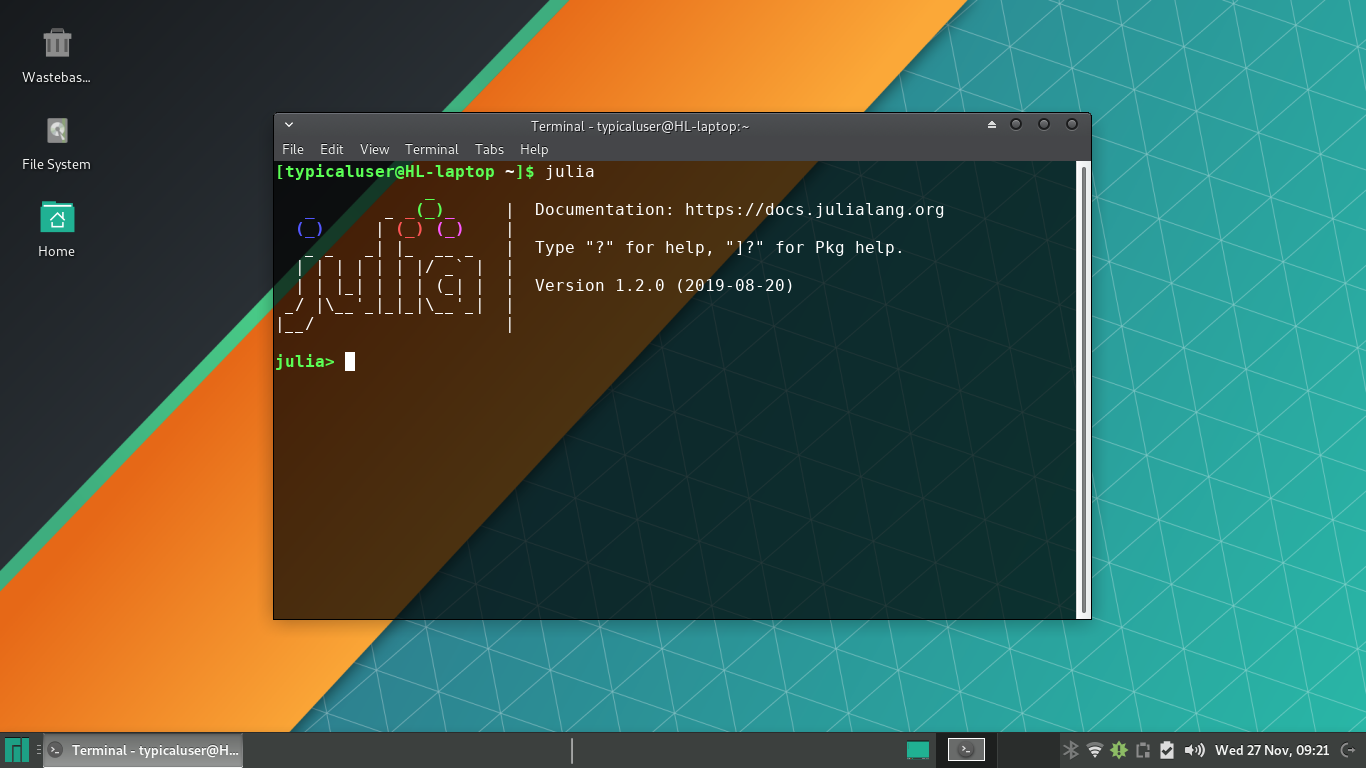 Wastebas...
File System
Home
Terminal - typicaluser@HL-laptop:~
File Edit View Terminal Tabs Help
[typicaluser@HL-laptop ~]$ julia
               _
   _       _ _(_)_     |  Documentation: https://docs.julialang.org
  (_)     | (_) (_)    |
   _ _   _| |_  __ _   |  Type "?" for help, "]?" for Pkg help.
  | | | | | | |/ _` |  |
  | | |_| | | | (_| |  |  Version 1.2.0 (2019-08-20)
 _/ |\__'_|_|_|\__'_|  |
|__/                   |
julia>
Terminal - typicaluser@H...
Wed 27 Nov, 09:21